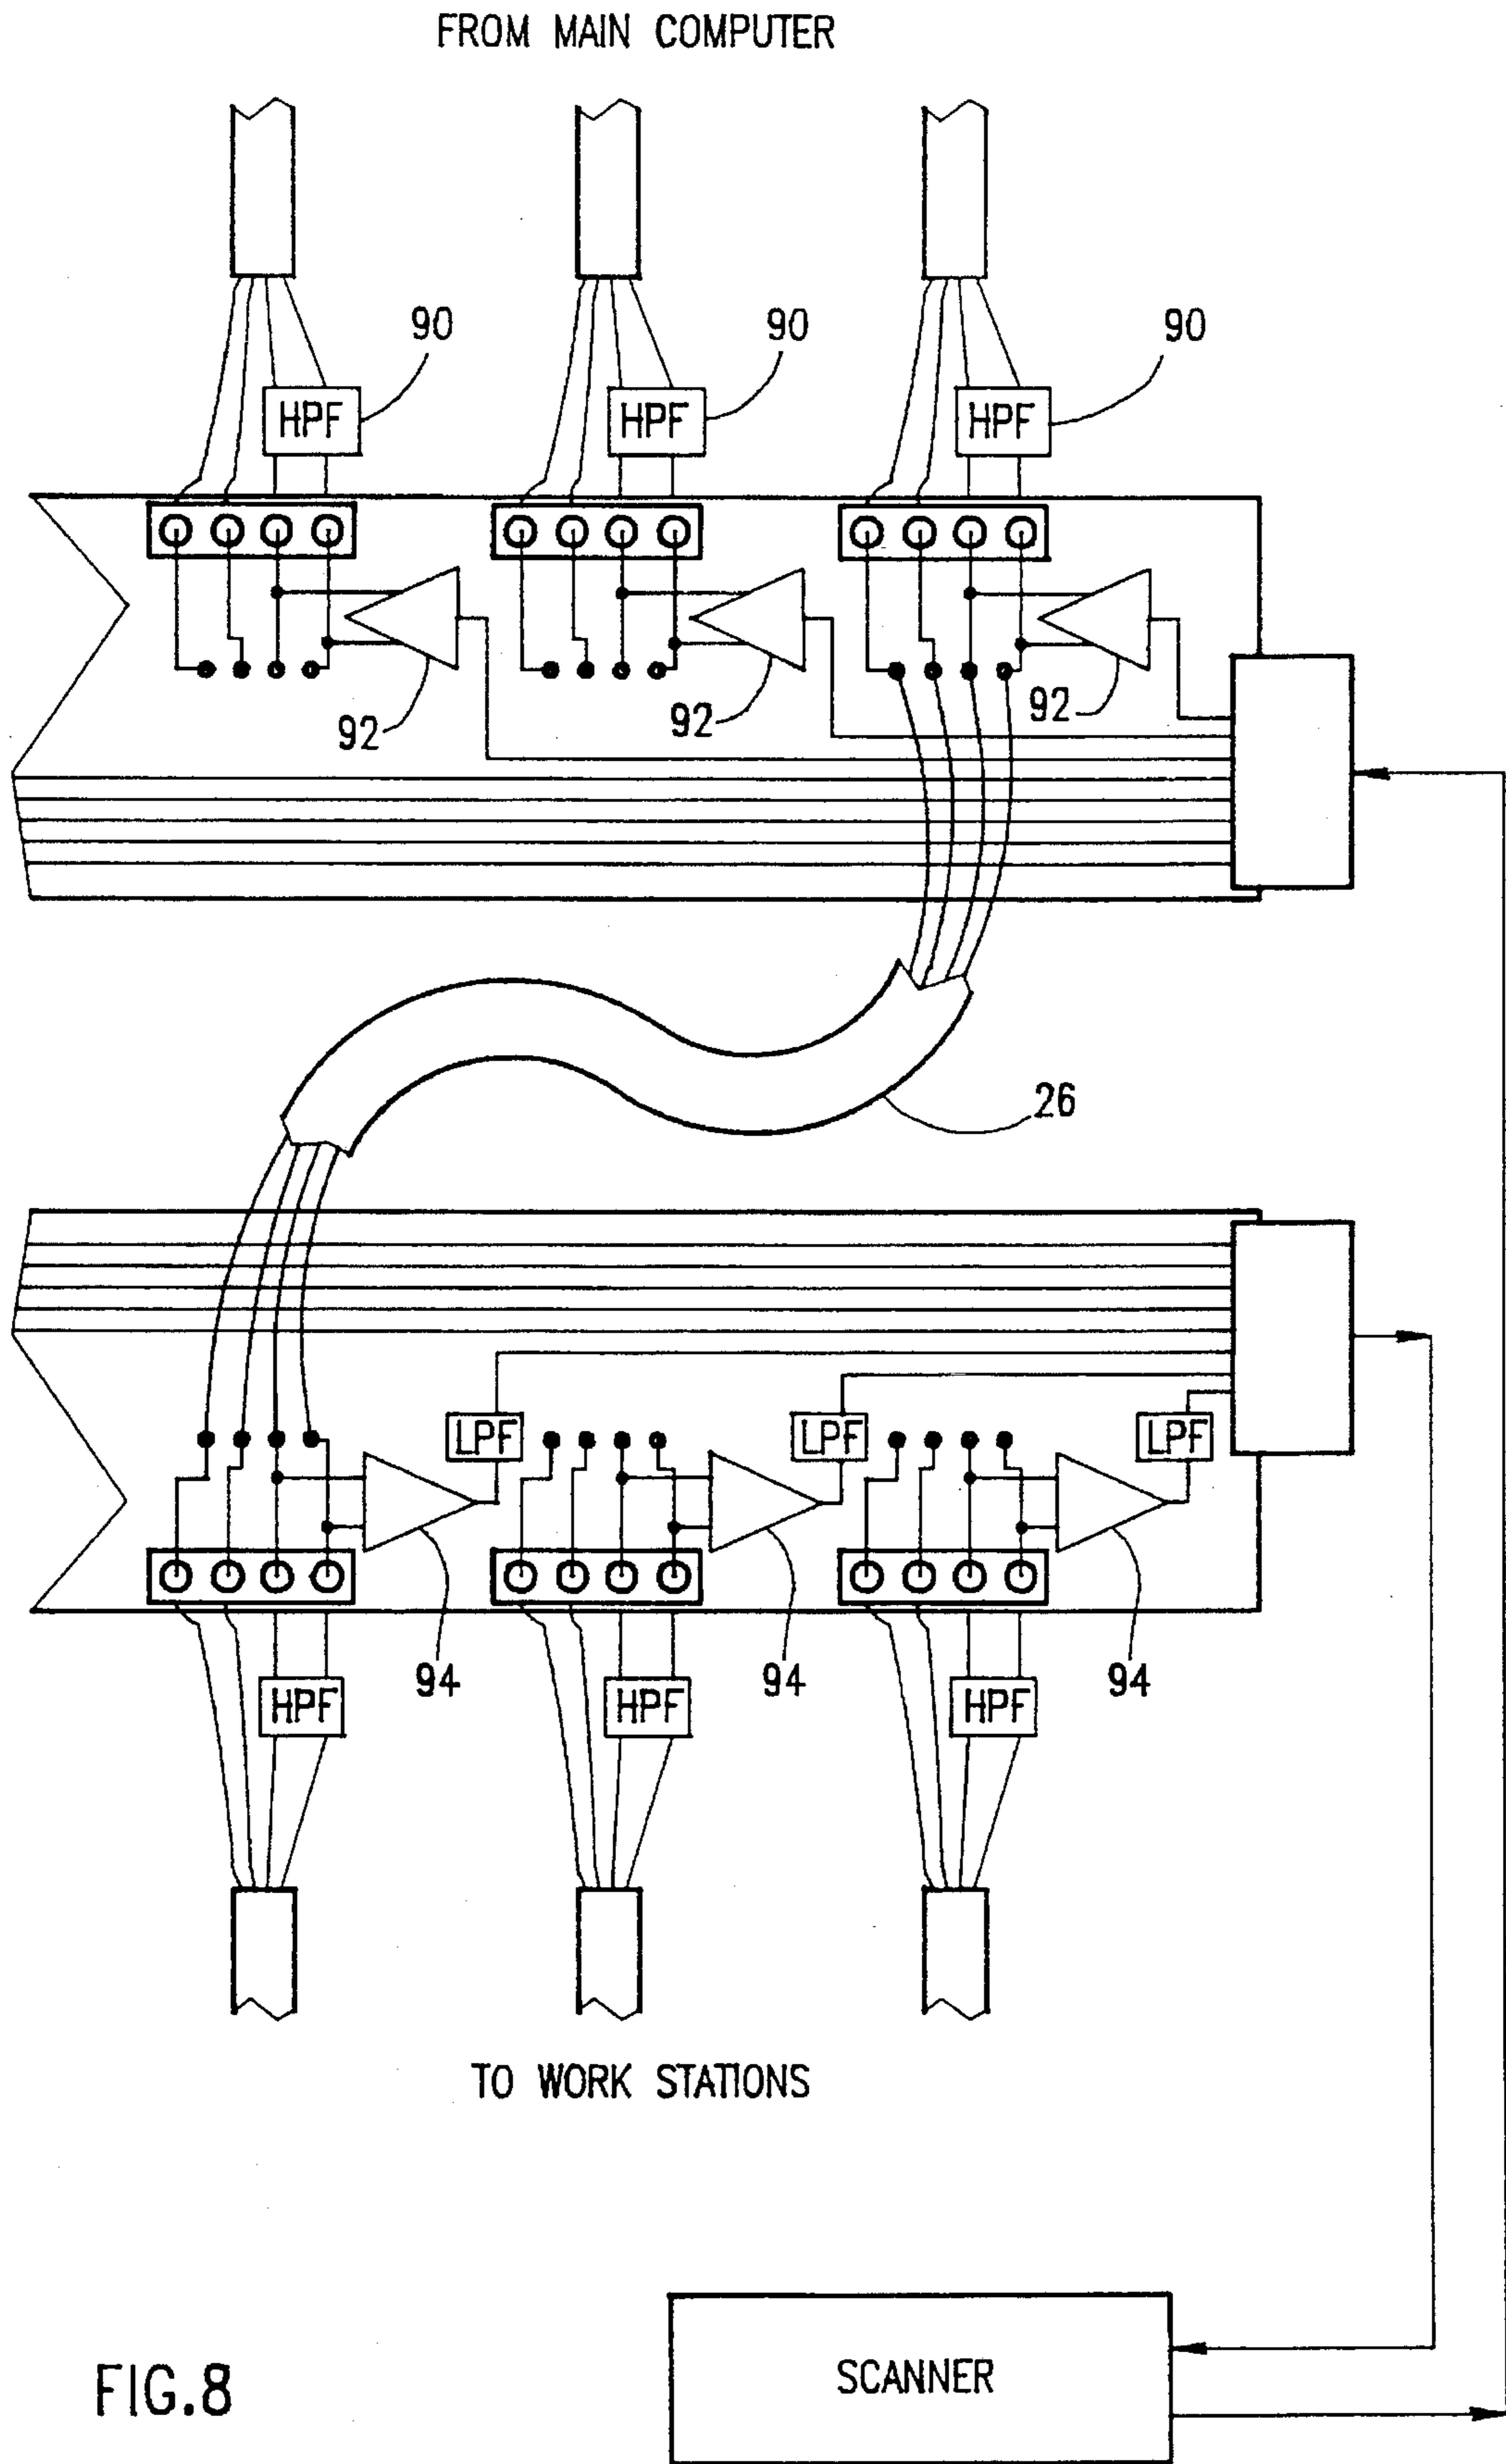 FROM MAIN COMPUTER
90 90 90
HPF HPF HPF
92 92 92
26
LPF LPF LPF
94 94 94
HPF HPF HPF
TO WORK STATIONS
SCANNER
FIG.8